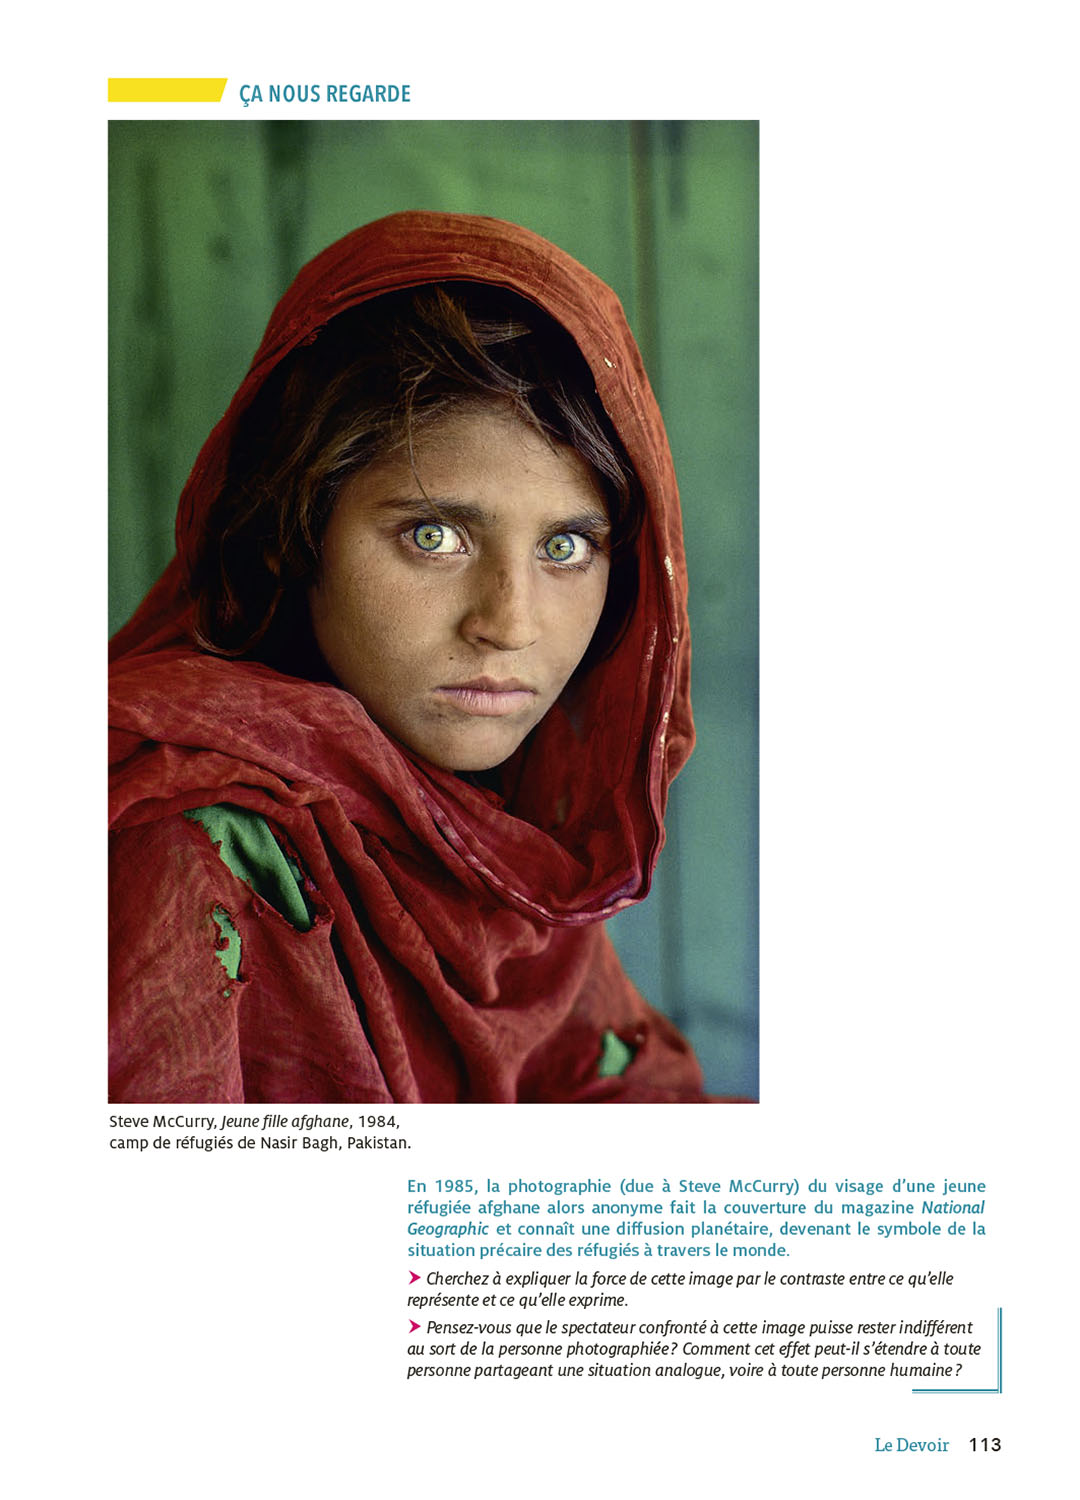 ÇA NOUS REGARDE
Steve McCurry, Jeune fille afghane, 1984,
camp de réfugiés de Nasir Bagh, Pakistan.
En 1985, la photographie (due à Steve McCurry) du visage d’une jeune
réfugiée afghane alors anonyme fait la couverture du magazine National
Geographic et connaît une diffusion planétaire, devenant le symbole de la
situation précaire des réfugiés à travers le monde.
➤ Cherchez à expliquer la force de cette image par le contraste entre ce qu’elle
représente et ce qu’elle exprime.
➤ Pensez-vous que le spectateur confronté à cette image puisse rester indifférent
au sort de la personne photographiée ? Comment cet effet peut-il s’étendre à toute
personne partageant une situation analogue, voire à toute personne humaine ?
Le Devoir 113